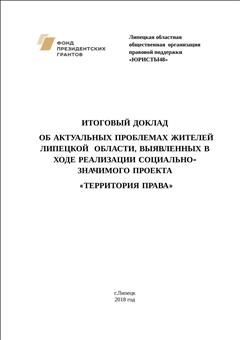 ФОНД
ПРЕЗИДЕНТСКИХ
ГРАНТОВ
Липецкая областная
общественная организация
правовой поддержки
«ЮРИСТЫ48»
ИТОГОВЫЙ ДОКЛАД
ОБ АКТУАЛЬНЫХ ПРОБЛЕМАХ ЖИТЕЛЕЙ
ЛИПЕЦКОЙ ОБЛАСТИ, ВЫЯВЛЕННЫХ В
ХОДЕ РЕАЛИЗАЦИИ СОЦИАЛЬНО-
ЗНАЧИМОГО ПРОЕКТА
«ТЕРРИТОРИЯ ПРАВА»
г.Липецк
2018 год